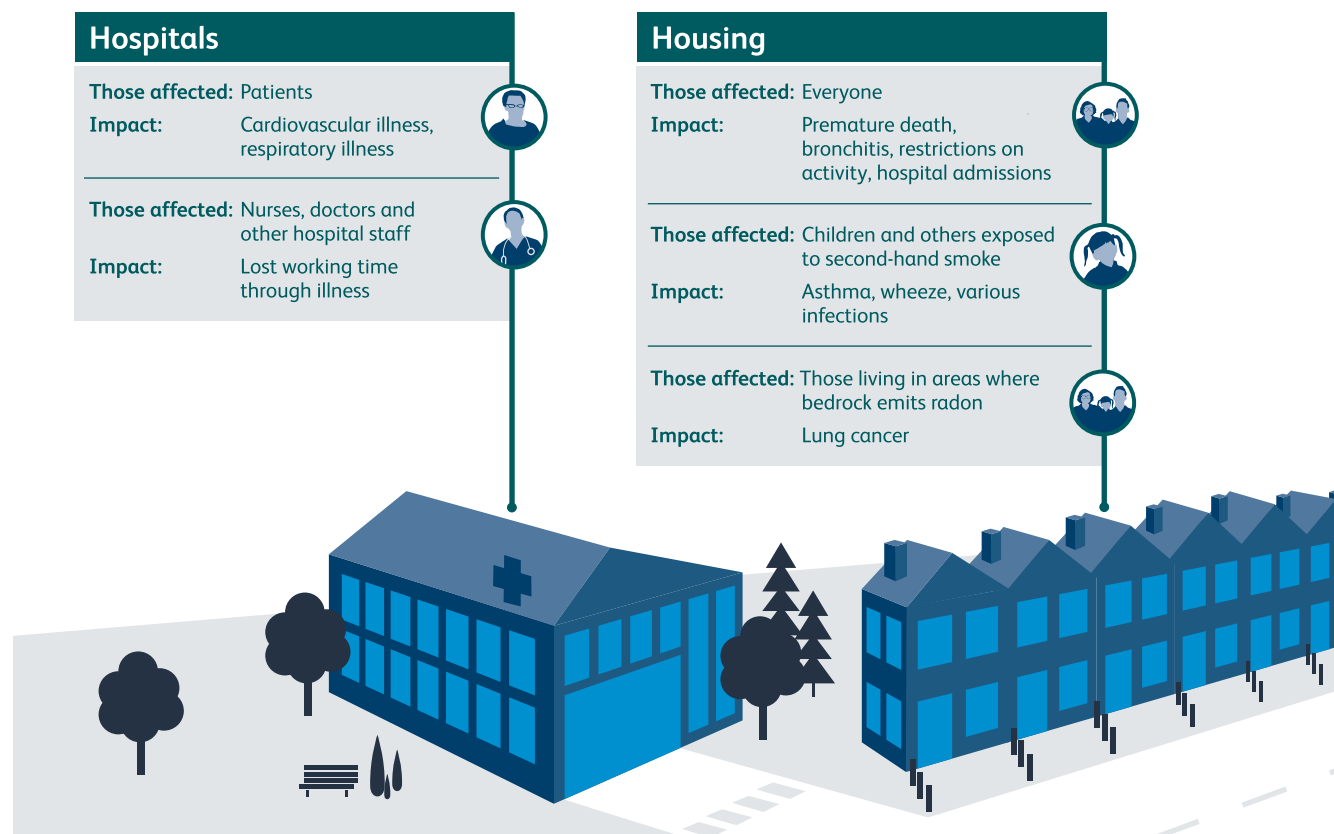 Hospitals
Those affected: Patients
Impact: Cardiovascular illness,
respiratory illness
Those affected: Nurses, doctors and
other hospital staff
Impact: Lost working time
through illness
Housing
Those affected: Everyone
Impact: Premature death,
bronchitis, restrictions on
activity, hospital admissions
Those affected: Children and others exposed
to second-hand smoke
Impact: Asthma, wheeze, various
infections
Those affected: Those living in areas where
bedrock emits radon
Impact: Lung cancer